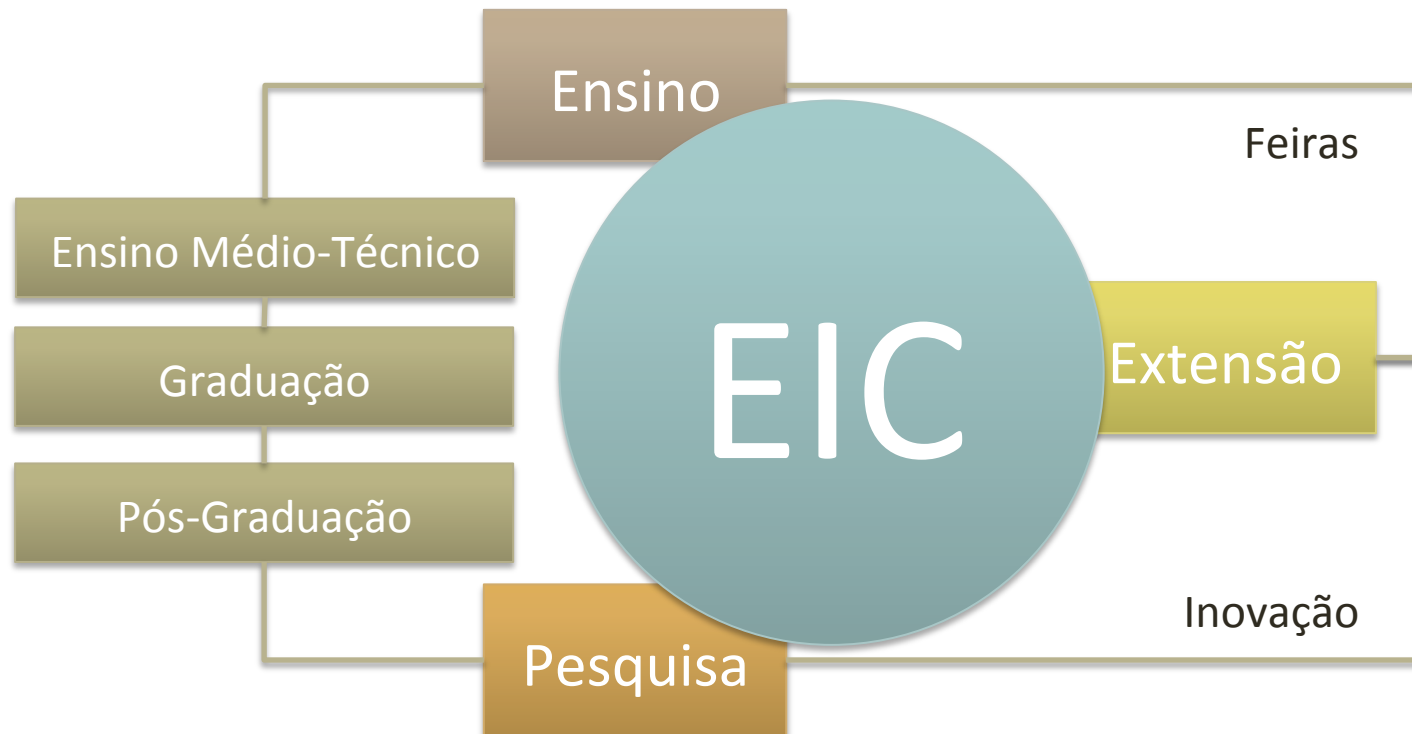 Ensino
Feiras
Ensino Médio-Técnico
Graduação
Pós-Graduação
EIC
Extensão
Inovação
Pesquisa